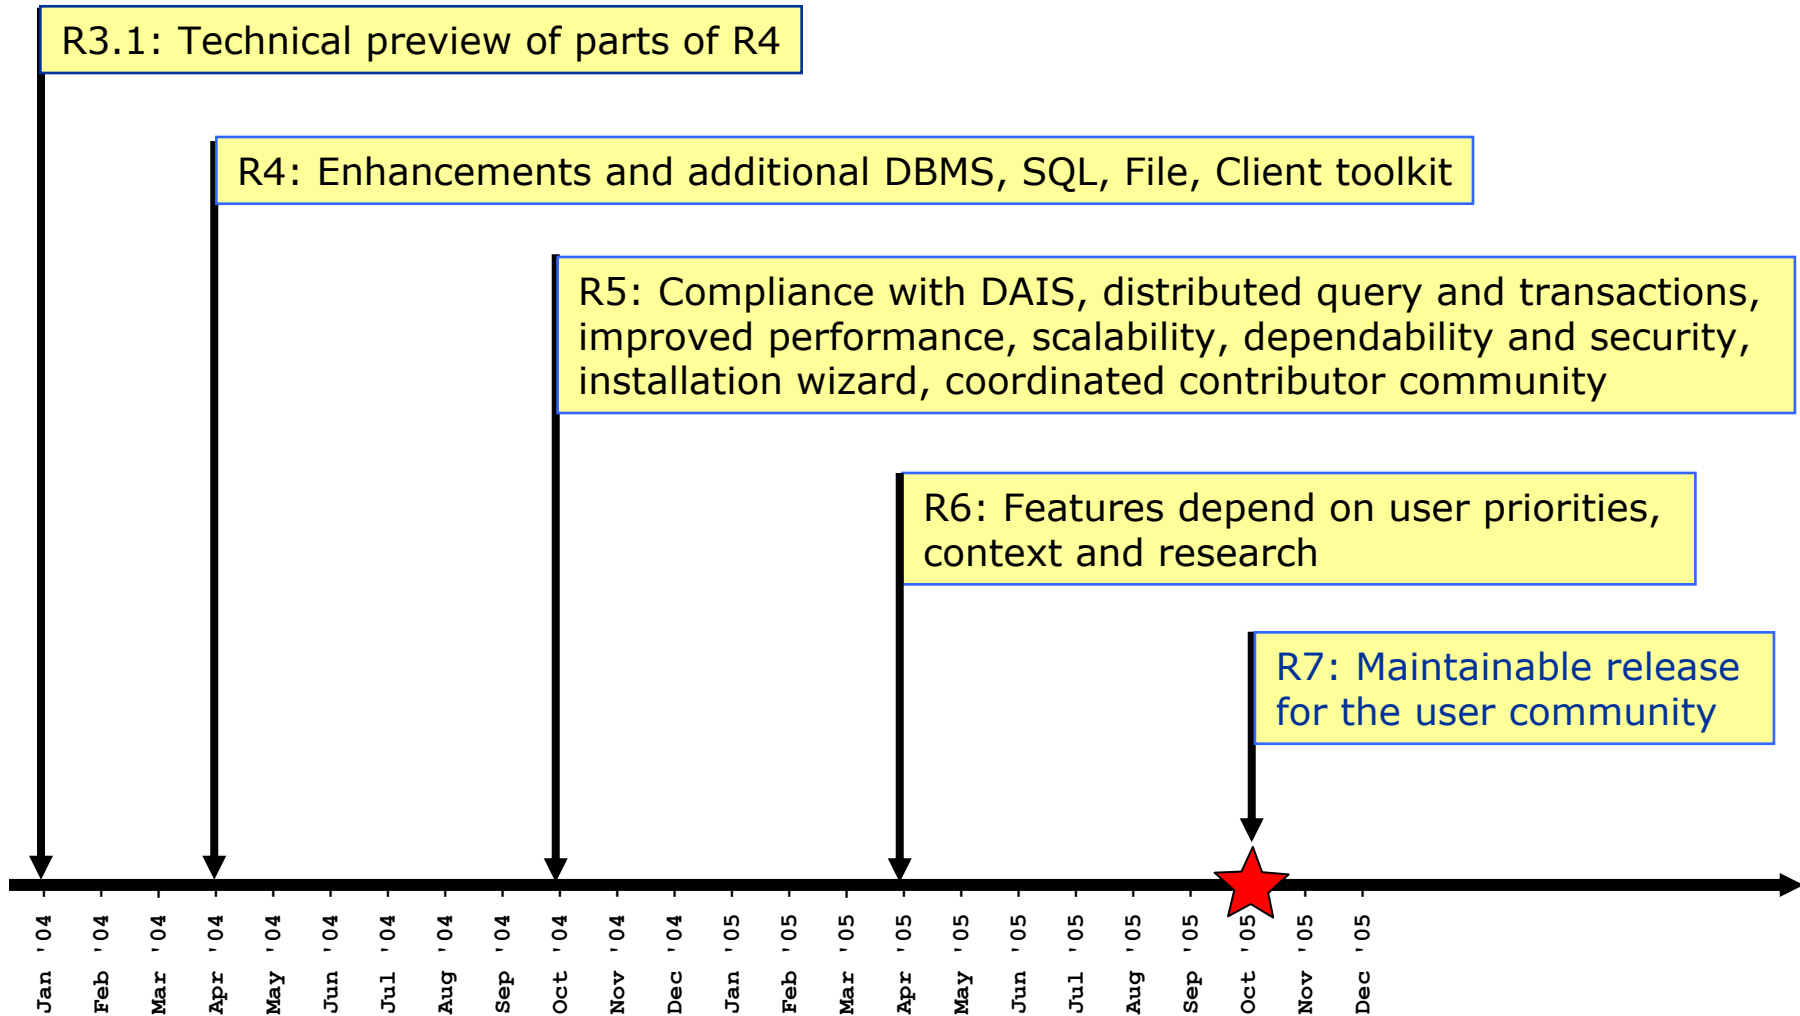 R3.1: Technical preview of parts of R4
R4: Enhancements and additional DBMS, SQL, File, Client toolkit
R5: Compliance with DAIS, distributed query and transactions,
improved performance, scalability, dependability and security,
installation wizard, coordinated contributor community
R6: Features depend on user priorities,
context and research
R7: Maintainable release
for the user community
Jan '04
Feb '04
Mar '04
Apr '04
May '04
Jun '04
Jul '04
Aug '04
Sep '04
Oct '04
Nov '04
Dec '04
Jan '05
Feb '05
Mar '05
Apr '05
May '05
Jun '05
Jul '05
Aug '05
Sep '05
Oct '05
Nov '05
Dec '05